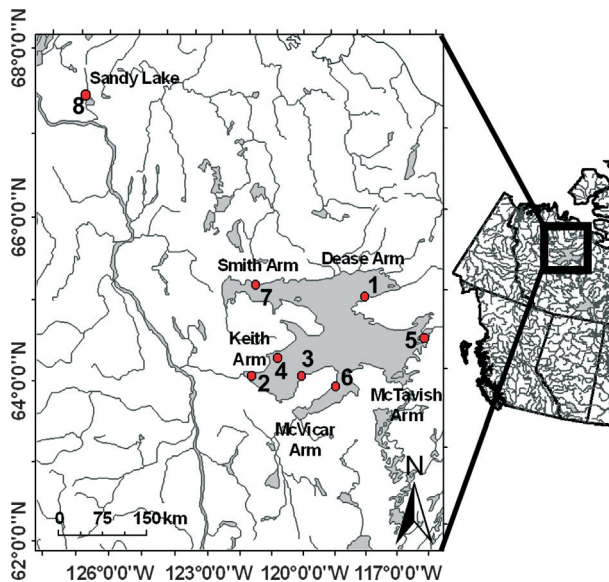 68°0'0"N
66°0'0"N
64°0'0"N
62°0'0"N
Sandy Lake
8
Dease Arm
Smith Arm
1
7
Keith
Arm
5
4
3
2
6
McTavish
Arm
McVicar
Arm
N
0 75 150 km
126°0'0"W 123°0'0"W 120°0'0"W 117°0'0"W